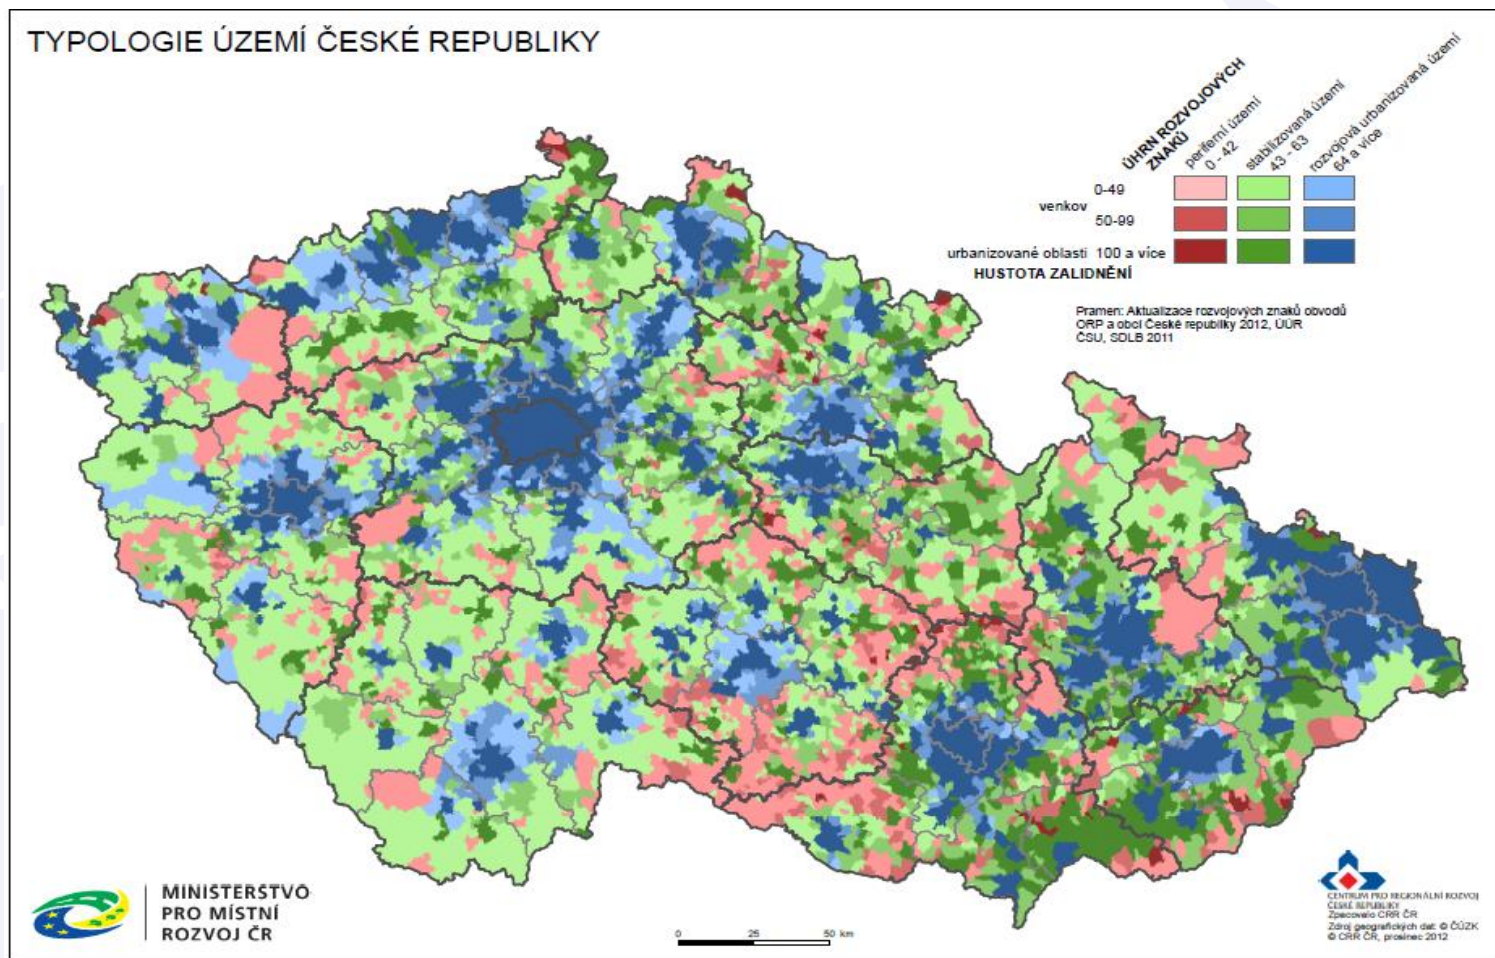 TYPOLOGIE ÚZEMÍ ČESKÉ REPUBLIKY
ÚHRN ROZVOJOVÝCH
ZNAKŮ
periferní území
0 - 42
stabilizovaná území
43 - 63
rozvojová urbanizovaná území
64 a více
0-49
venkov
50-99
urbanizované oblasti 100 a více
HUSTOTA ZALIDNĚNÍ
Pramen: Aktualizace rozvojových znaků obvodů
ORP a obcí České republiky 2012, ÚÚR
ČSU, SDLB 2011
MINISTERSTVO
PRO MÍSTNÍ
ROZVOJ ČR
0 25 50 km
CENTRUM PRO REGIONÁLNÍ ROZVOJ
ČESKÉ REPUBLIKY
Zpracovalo CRR ČR
Zdroj geografických dat: © ČÚZK
© CRR ČR, prosinec 2012